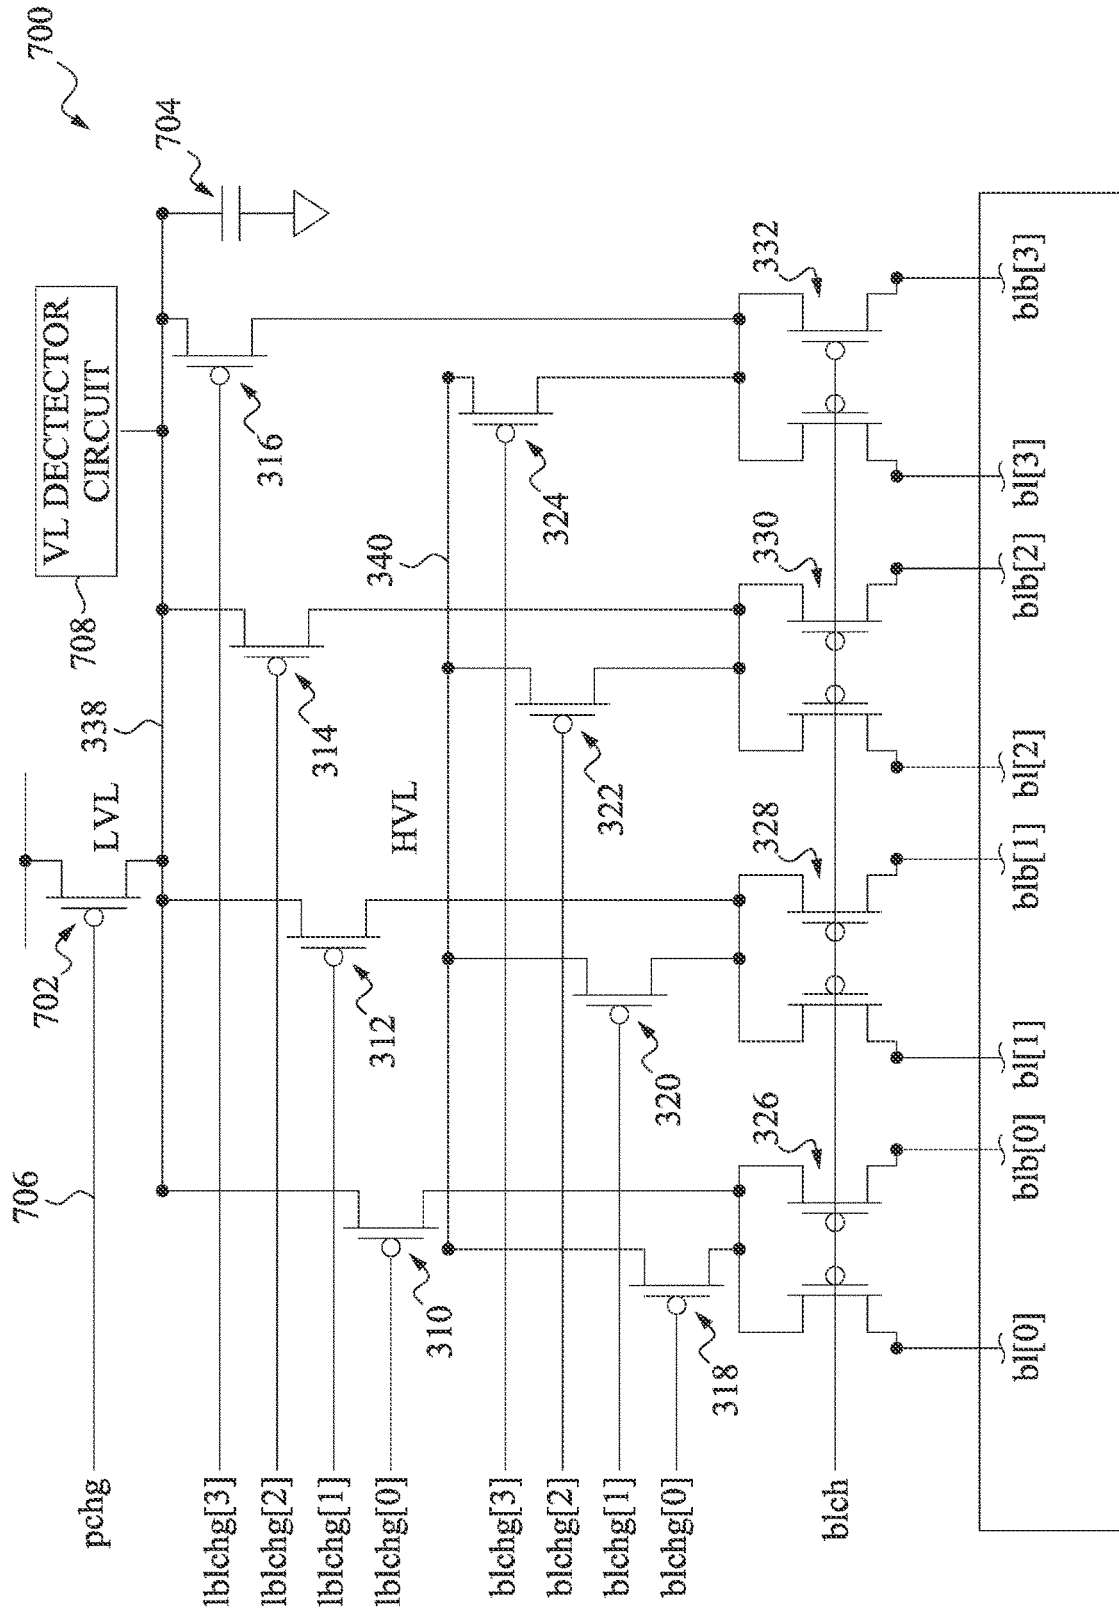 700
pchg
706
702
LVL
338
708
VL DECTECTOR
CIRCUIT
704
lblchg[3]
lblchg[2]
lblchg[1]
lblchg[0]
310
312
314
316
HVL
340
blchg[3]
blchg[2]
blchg[1]
blchg[0]
318
320
322
324
blch
326
328
330
332
bl[0]
blb[0]
bl[1]
blb[1]
bl[2]
blb[2]
bl[3]
blb[3]